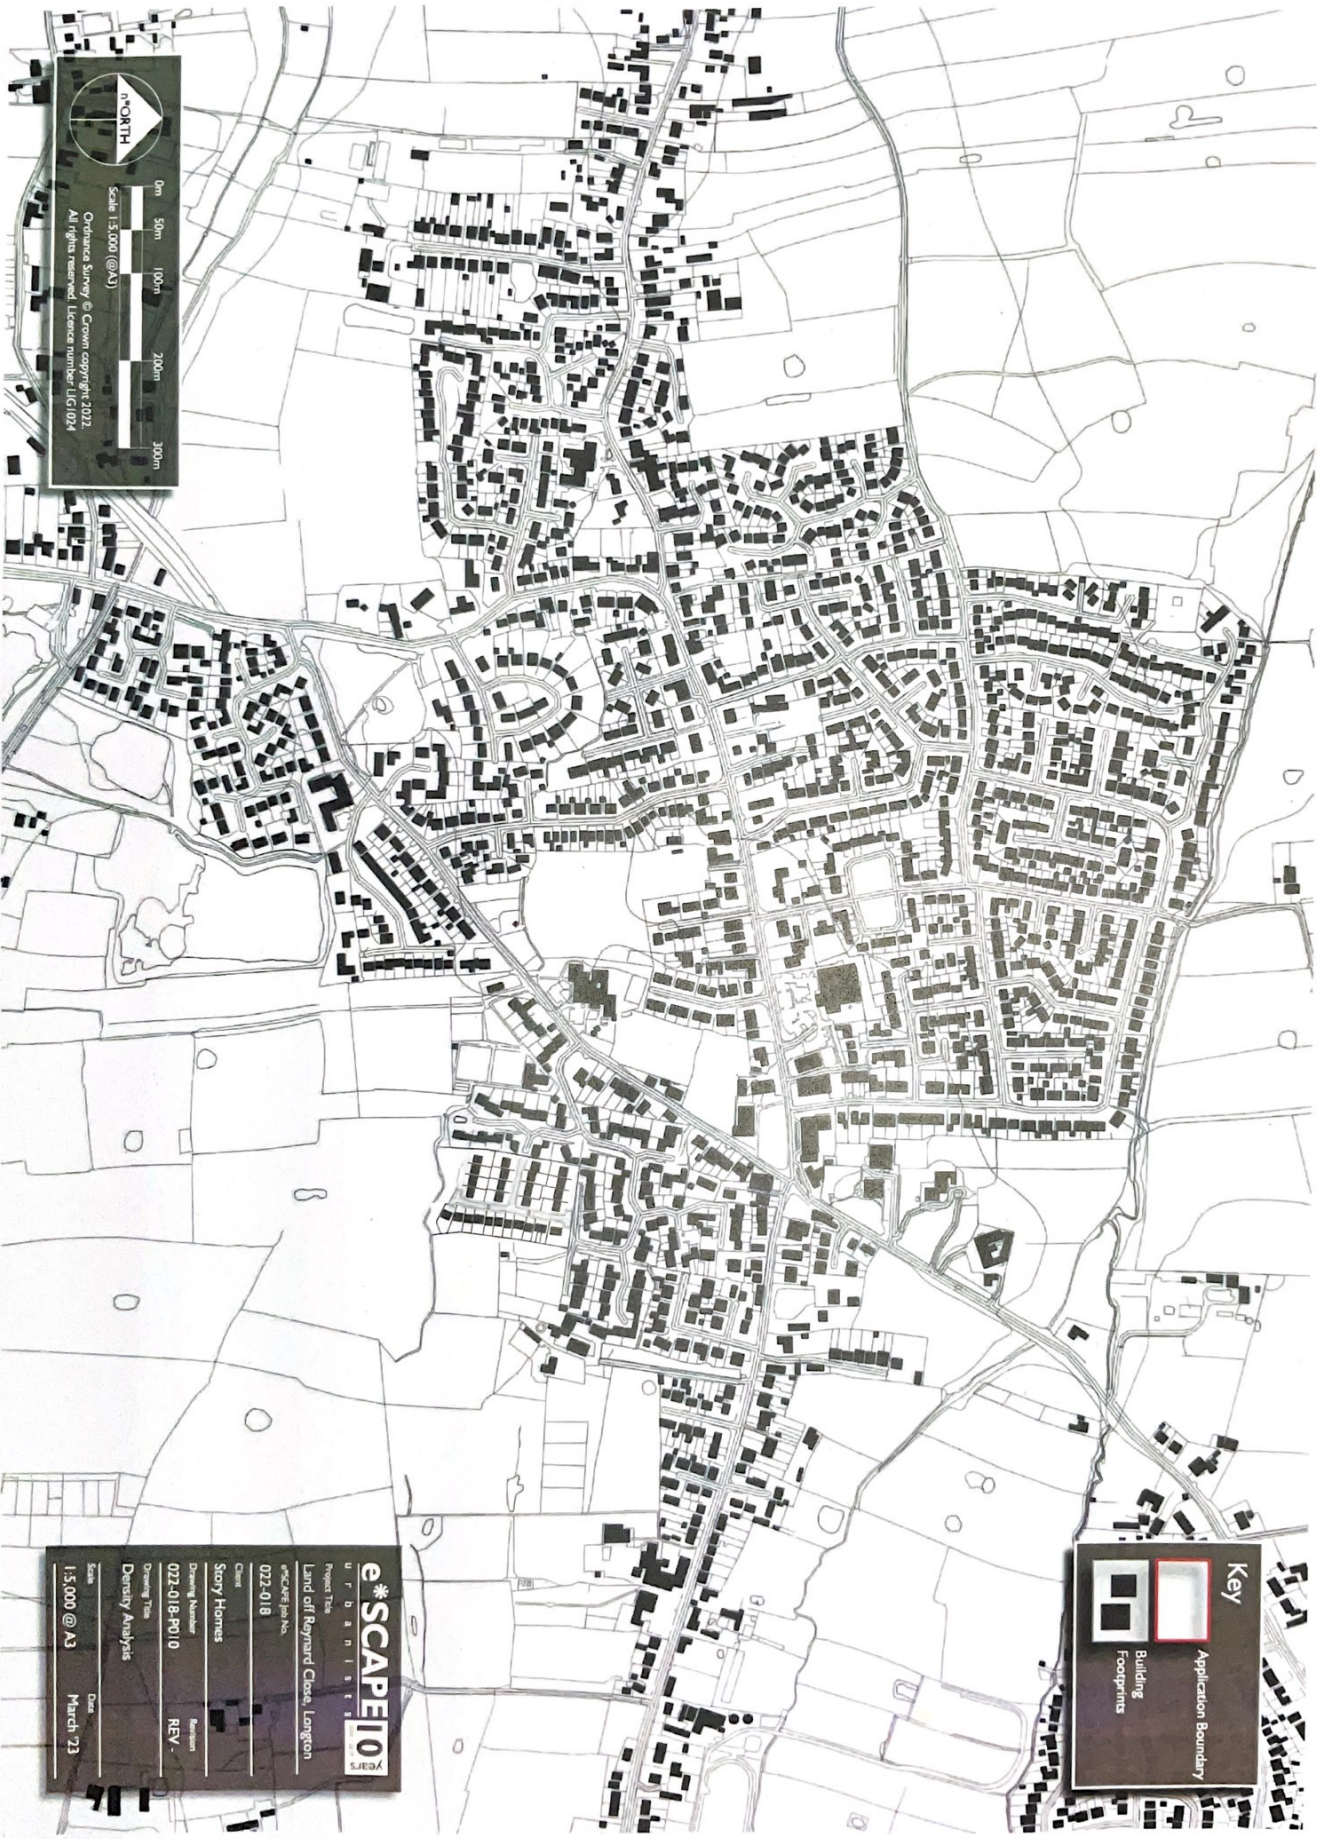 n*ORTH
0m 50m 100m 200m 300m
Scale 1:5,000 (@A3)
Ordnance Survey © Crown copyright 2022.
All rights reserved. Licence number LIG1024
Key
Application Boundary
Building
Footprints
e*SCAPE 10 years
urbanists
Project Title
Land off Reynard Close, Longton
e*SCAPE Job No.
022-018
Client
Story Homes
Drawing Number Revision
022-018-P010 REV -
Drawing Title
Density Analysis
Scale Date
1:5,000 @ A3 March '23